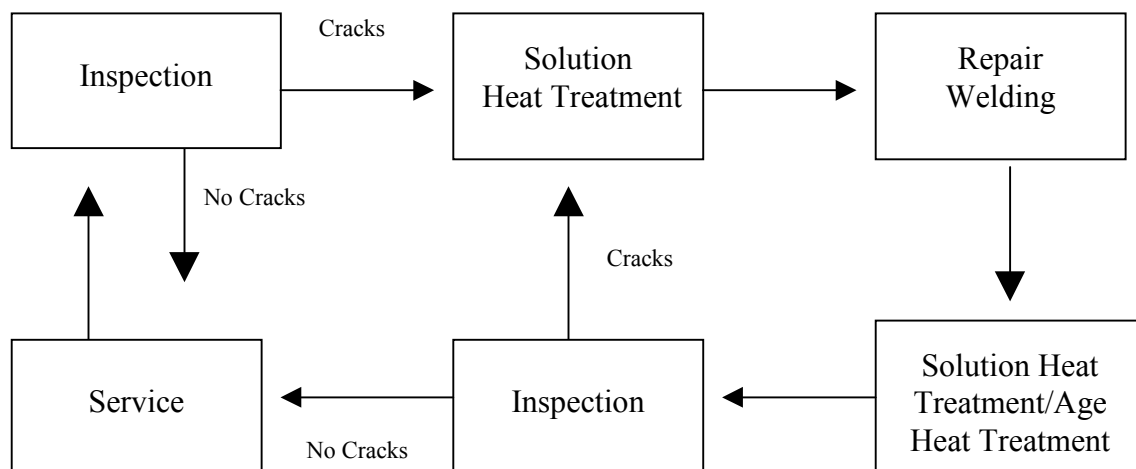 Inspection
Cracks
Solution
Heat Treatment
Repair
Welding
No Cracks
Cracks
Service
No Cracks
Inspection
Solution Heat
Treatment/Age
Heat Treatment